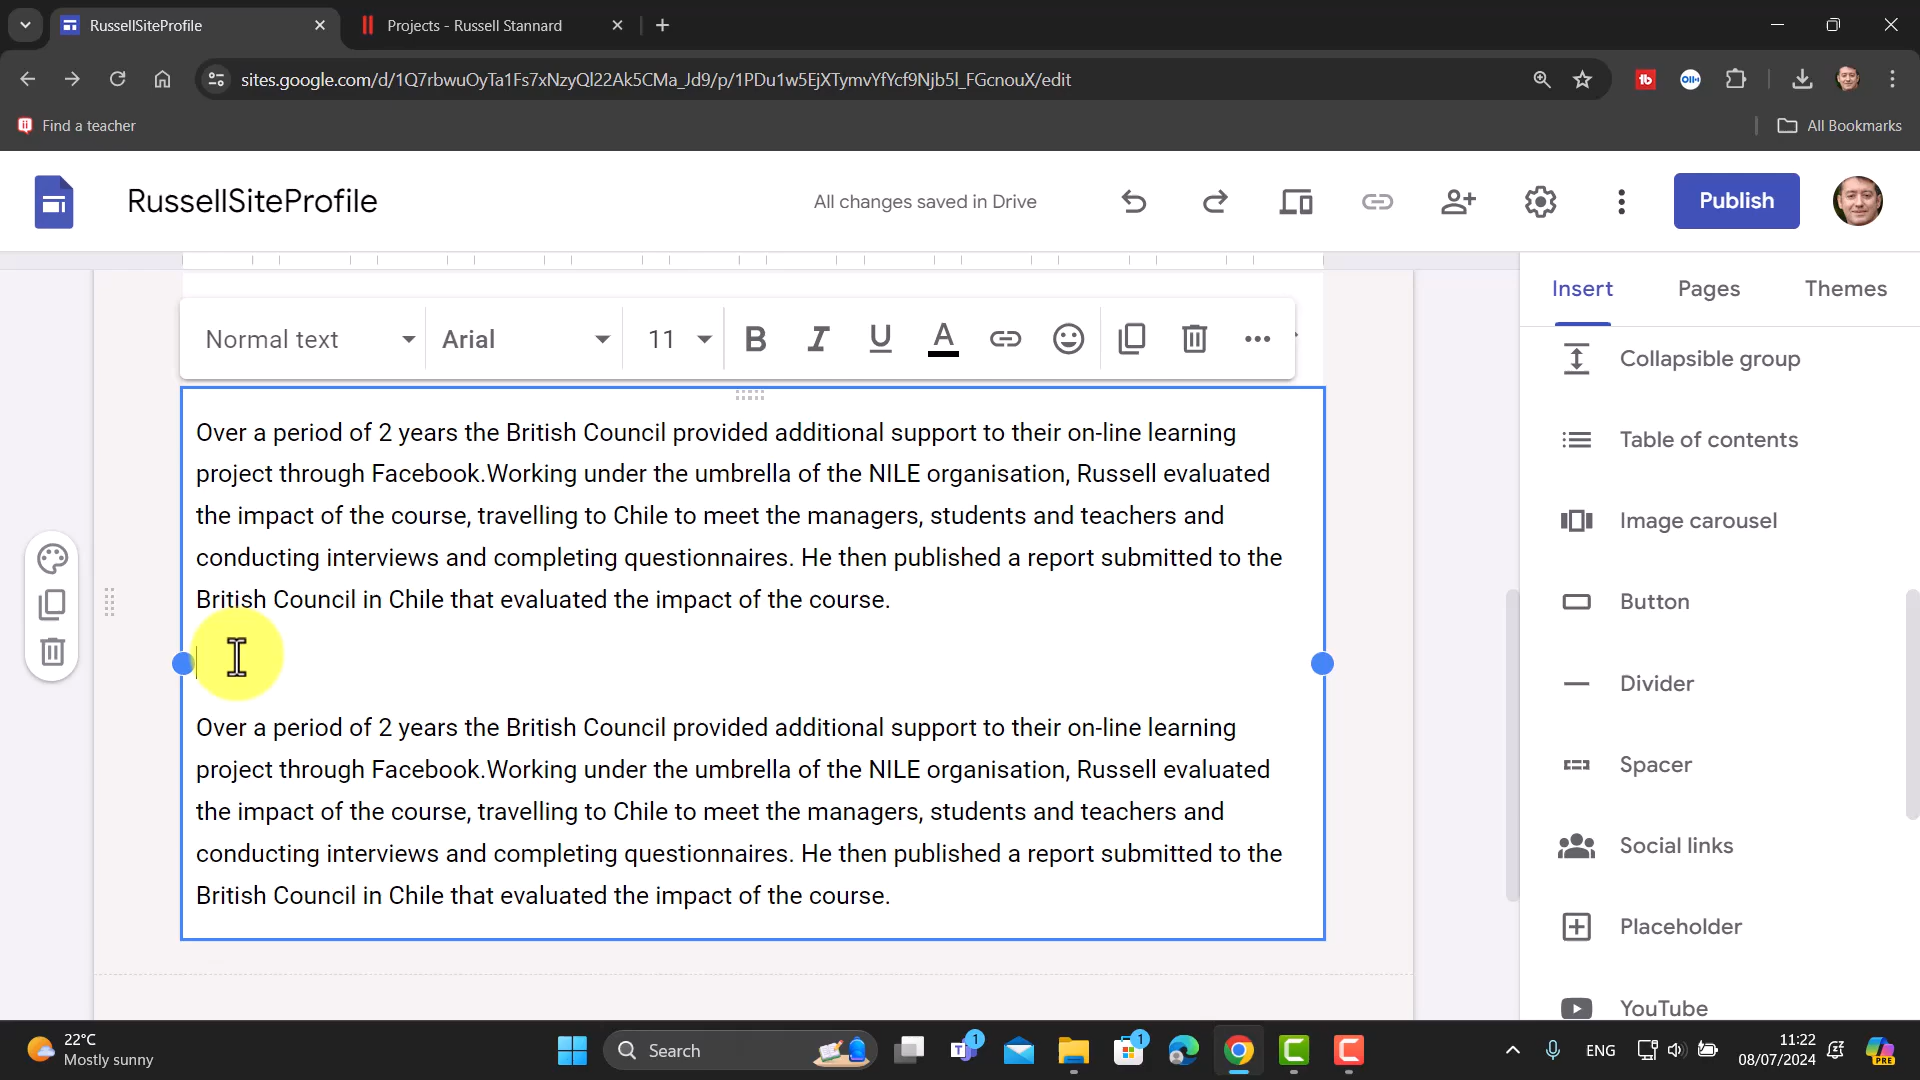 RussellSiteProfile
Projects - Russell Stannard
sites.google.com/d/1Q7rbwuOyTa1Fs7xNzyQl22Ak5CMa_Jd9/p/1PDu1w5EjXTymvYfYcf9Njb5l_FGcnouX/edit
Find a teacher
All Bookmarks
RussellSiteProfile
All changes saved in Drive
Publish
Insert
Pages
Themes
Normal text
Arial
11
B
I
U
A
Over a period of 2 years the British Council provided additional support to their on-line learning
project through Facebook.Working under the umbrella of the NILE organisation, Russell evaluated
the impact of the course, travelling to Chile to meet the managers, students and teachers and
conducting interviews and completing questionnaires. He then published a report submitted to the
British Council in Chile that evaluated the impact of the course.
Over a period of 2 years the British Council provided additional support to their on-line learning
project through Facebook.Working under the umbrella of the NILE organisation, Russell evaluated
the impact of the course, travelling to Chile to meet the managers, students and teachers and
conducting interviews and completing questionnaires. He then published a report submitted to the
British Council in Chile that evaluated the impact of the course.
Collapsible group
Table of contents
Image carousel
Button
Divider
Spacer
Social links
Placeholder
YouTube
22°C
Mostly sunny
Search
1
1
ENG
11:22
08/07/2024
PRE